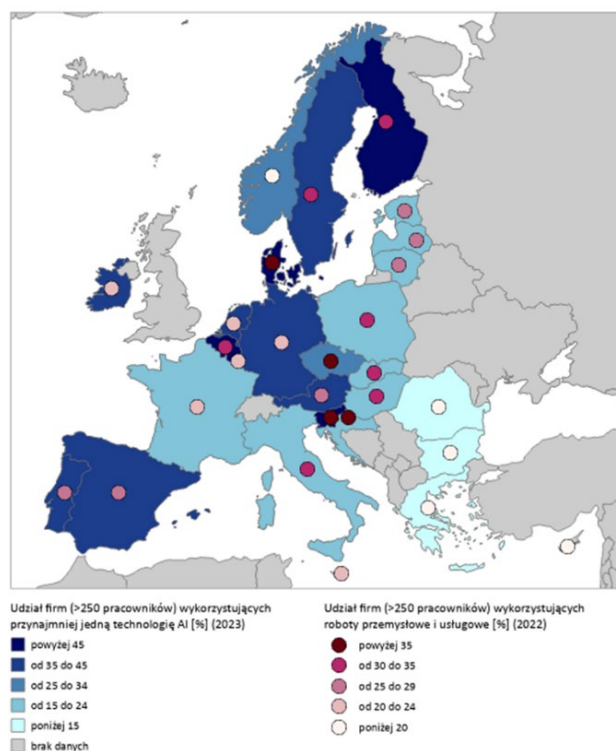 Udział firm (>250 pracowników) wykorzystujących
przynajmniej jedną technologię AI [%] (2023)
powyżej 45
od 35 do 45
od 25 do 34
od 15 do 24
poniżej 15
brak danych
Udział firm (>250 pracowników) wykorzystujących
roboty przemysłowe i usługowe [%] (2022)
powyżej 35
od 30 do 35
od 25 do 29
od 20 do 24
poniżej 20